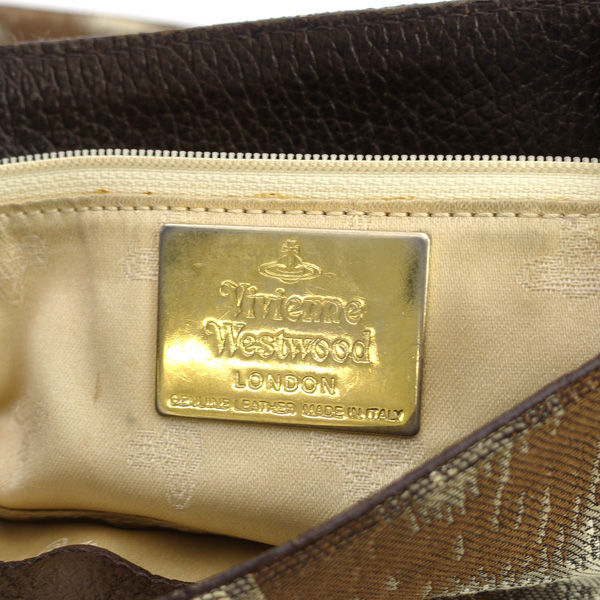 Vivienne
Westwood
LONDON
GENUINE LEATHER MADE IN ITALY